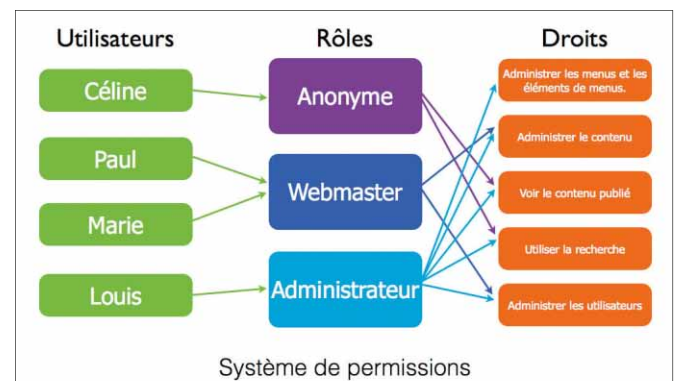 Utilisateurs
Rôles
Droits
Céline
Paul
Marie
Louis
Anonyme
Webmaster
Administrateur
Administrer les menus et les
éléments de menus.
Administrer le contenu
Voir le contenu publié
Utiliser la recherche
Administrer les utilisateurs
Système de permissions